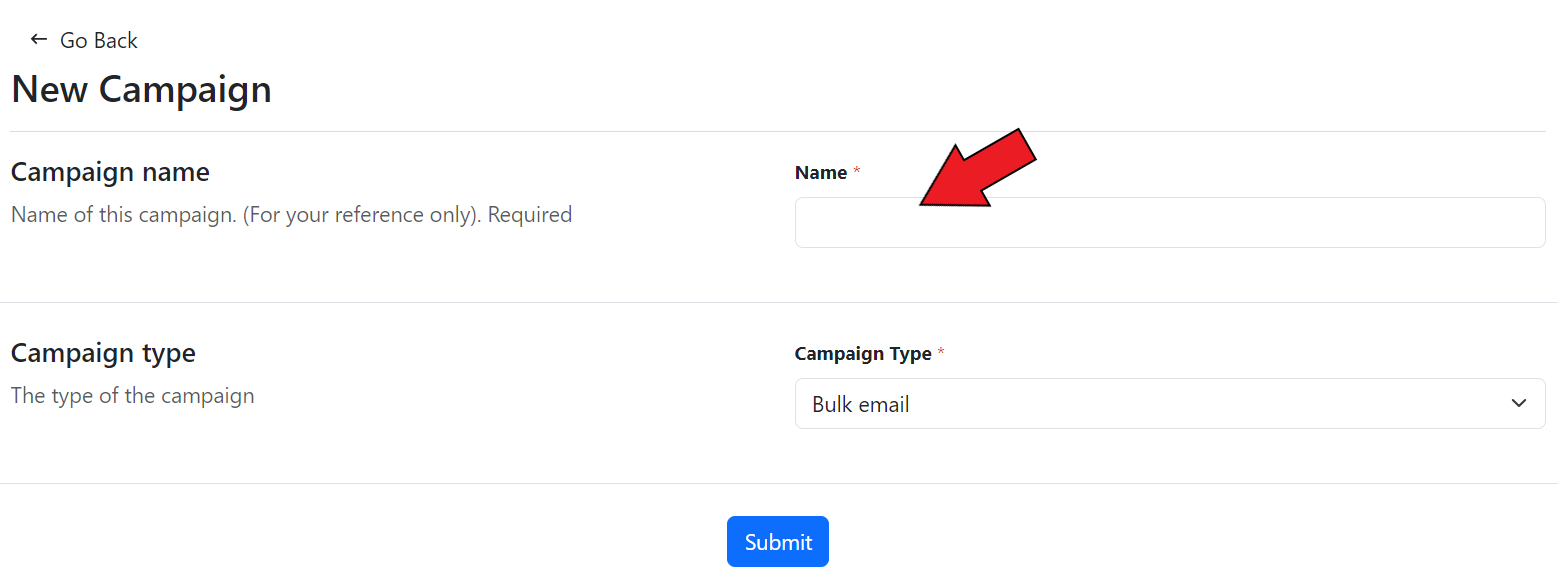 ← Go Back
New Campaign
Campaign name
Name of this campaign. (For your reference only). Required
Name *
Campaign type
The type of the campaign
Campaign Type *
Bulk email
Submit